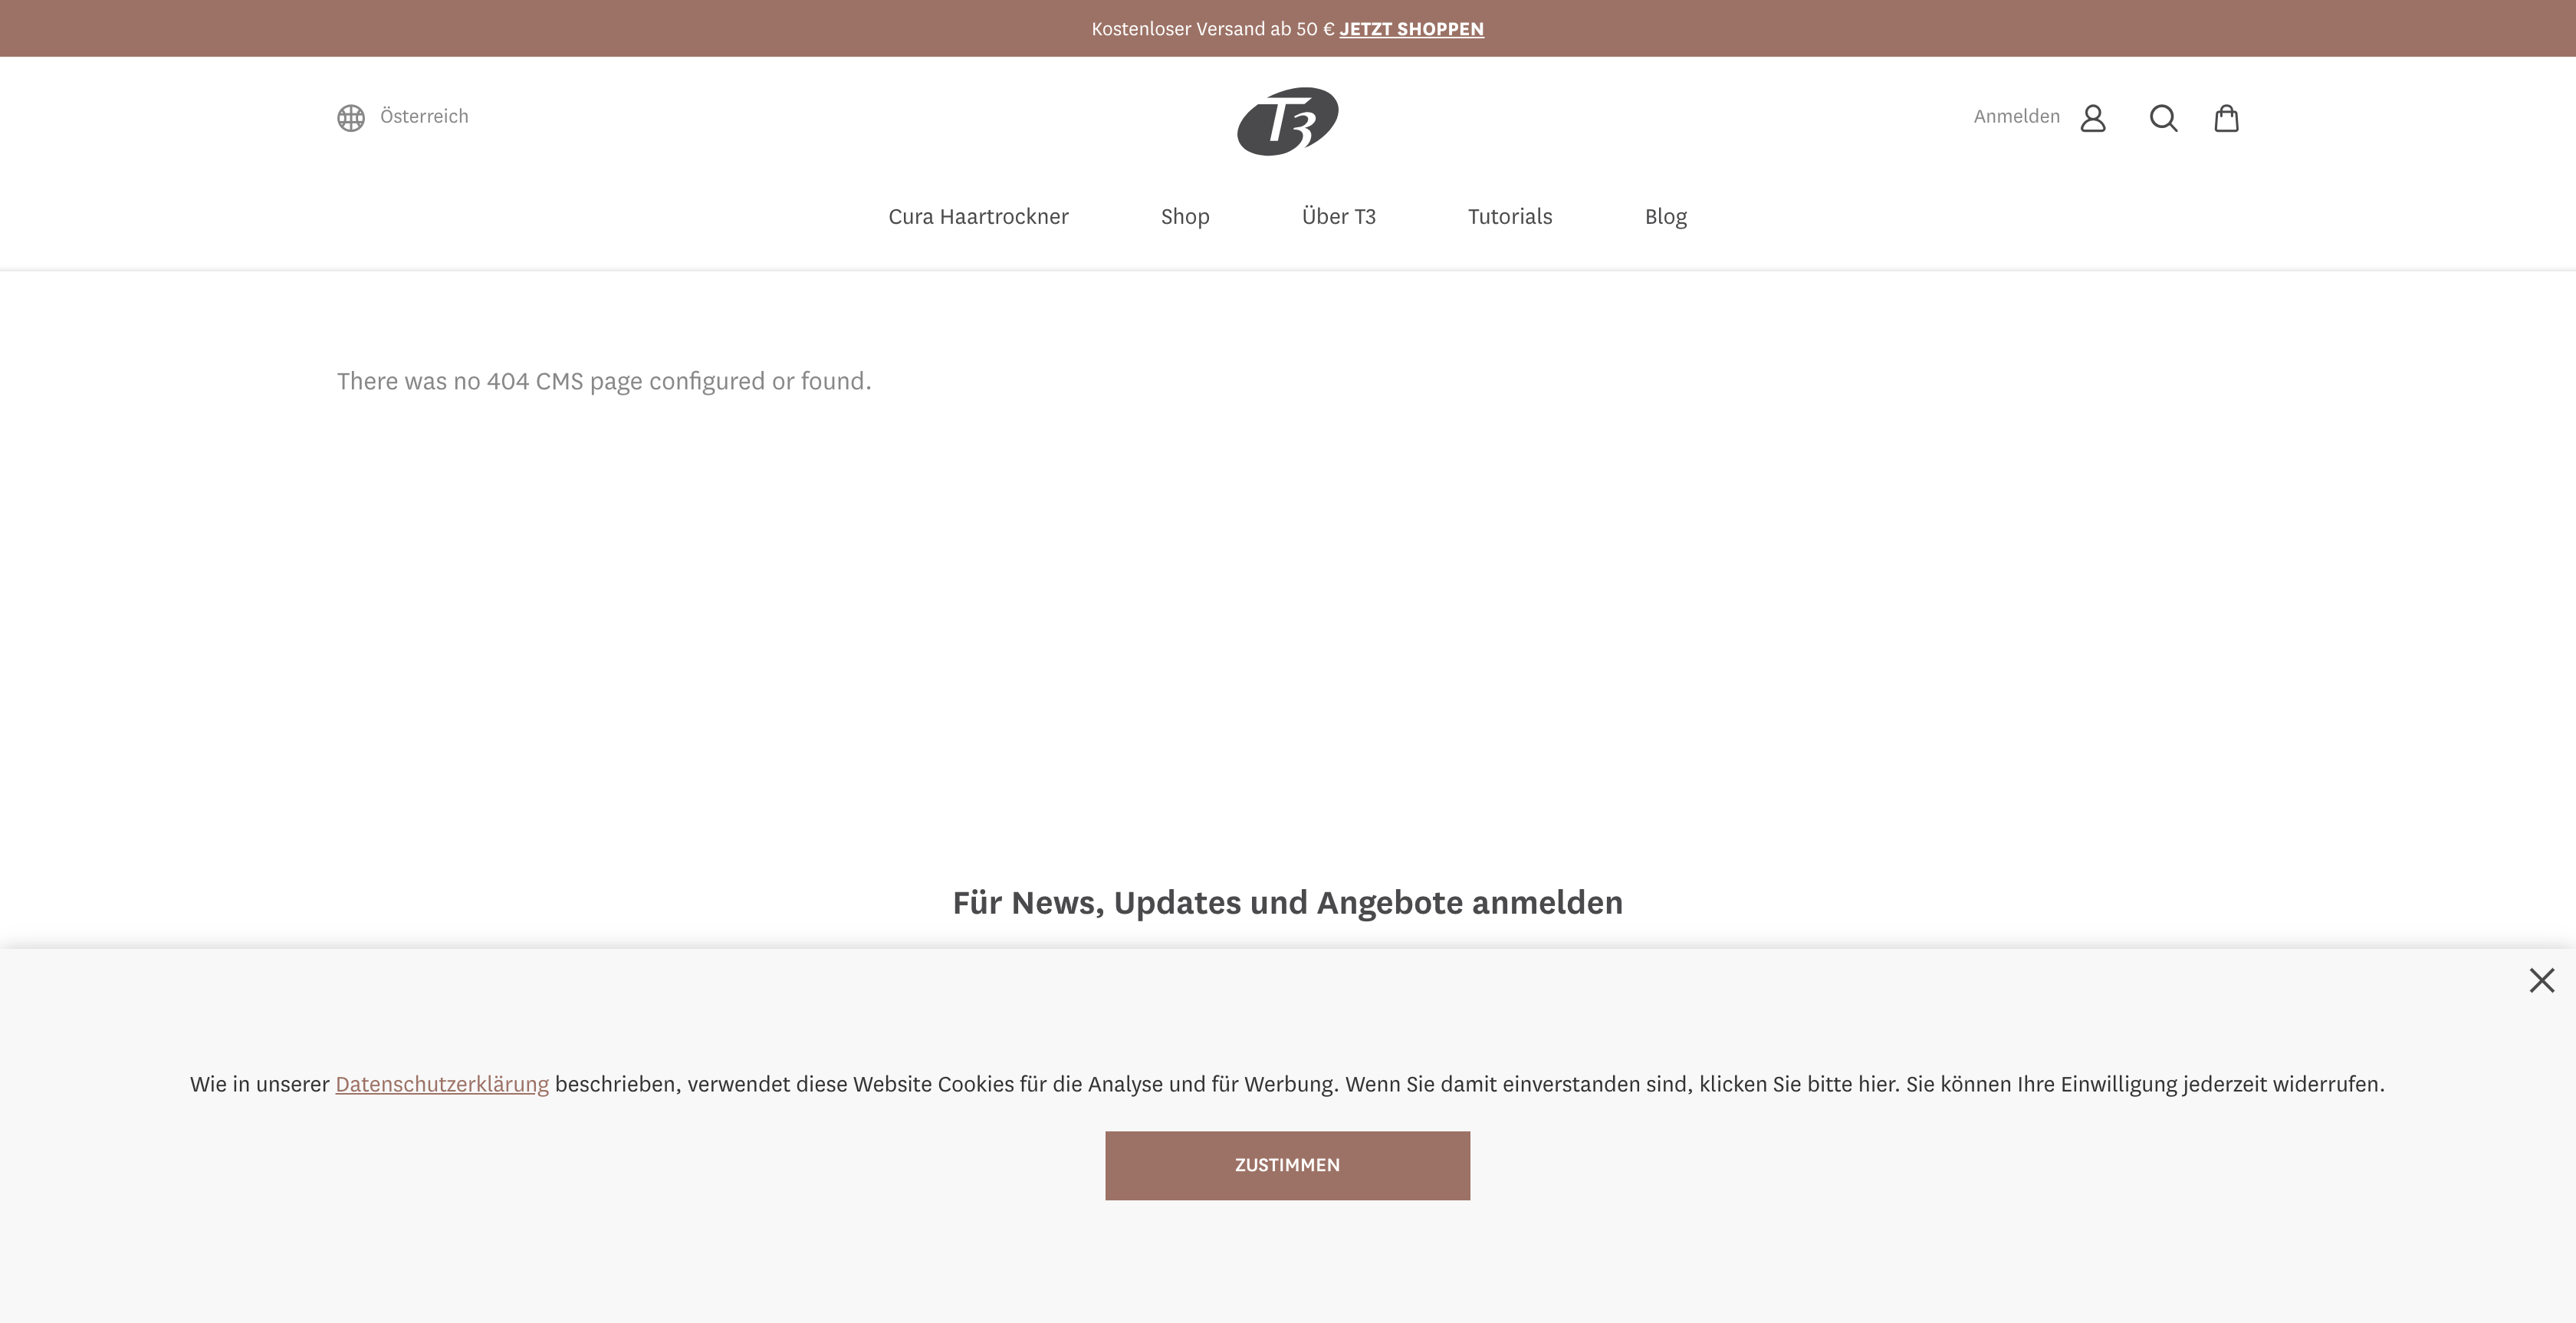 Kostenloser Versand ab 50 € JETZT SHOPPEN
Österreich
T3
Anmelden
Cura Haartrockner
Shop
Über T3
Tutorials
Blog
There was no 404 CMS page configured or found.
Für News, Updates und Angebote anmelden
Wie in unserer Datenschutzerklärung beschrieben, verwendet diese Website Cookies für die Analyse und für Werbung. Wenn Sie damit einverstanden sind, klicken Sie bitte hier. Sie können Ihre Einwilligung jederzeit widerrufen.
ZUSTIMMEN